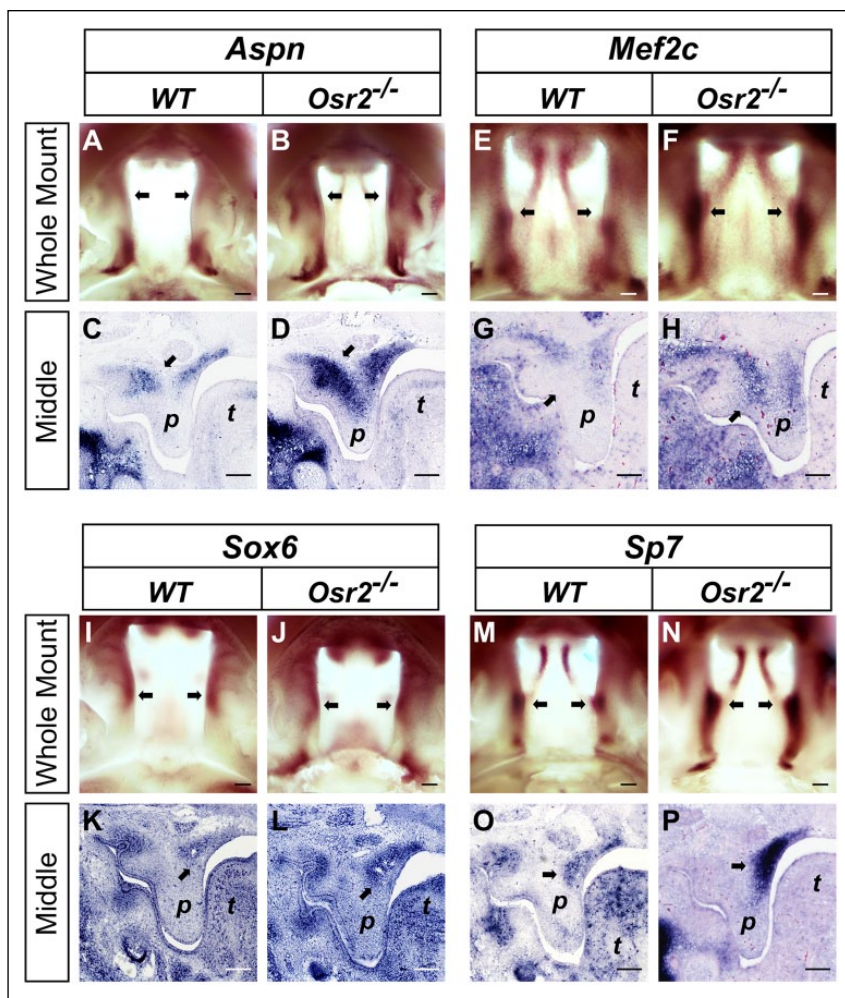 Aspn Mef2c
WT Osr2-/- WT Osr2-/-
Whole Mount A B E F
Middle C D G H
p p p p
t t t
Sox6 Sp7
WT Osr2-/- WT Osr2-/-
Whole Mount I J M N
Middle K L O P
p p p p
t t t t